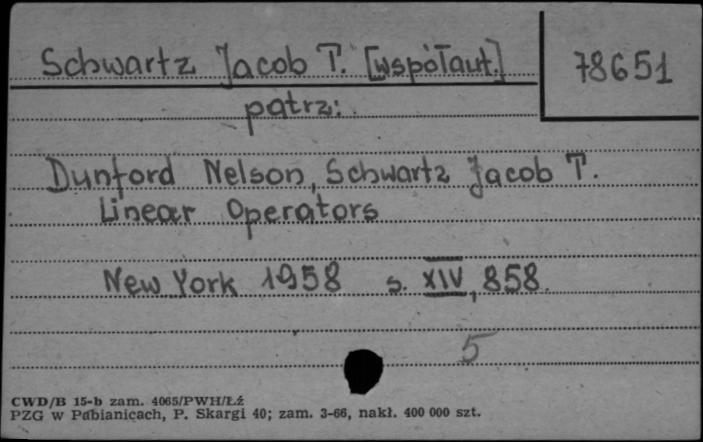 Schwartz Jacob T. [współaut.]
78651
patrz:
Dunford Nelson, Schwartz Jacob T.
Linear Operators
New York 1958 s. XIV, 858.
5
CWD/B 15-b zam. 4065/PWH/Łź
PZG w Pabianicach, P. Skargi 40; zam. 3-66, nakł. 400 000 szt.